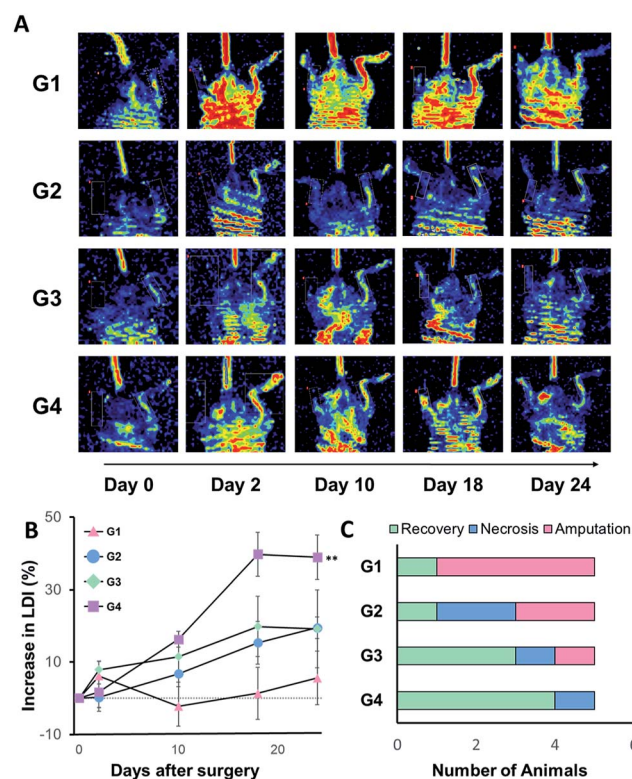 A
G1
G2
G3
G4
Day 0 Day 2 Day 10 Day 18 Day 24
B
50
30
10
-10
Increase in LDI (%)
G1
G2
G3
G4
**
0 20
Days after surgery
C
Recovery Necrosis Amputation
G1
G2
G3
G4
0 2 4 6
Number of Animals